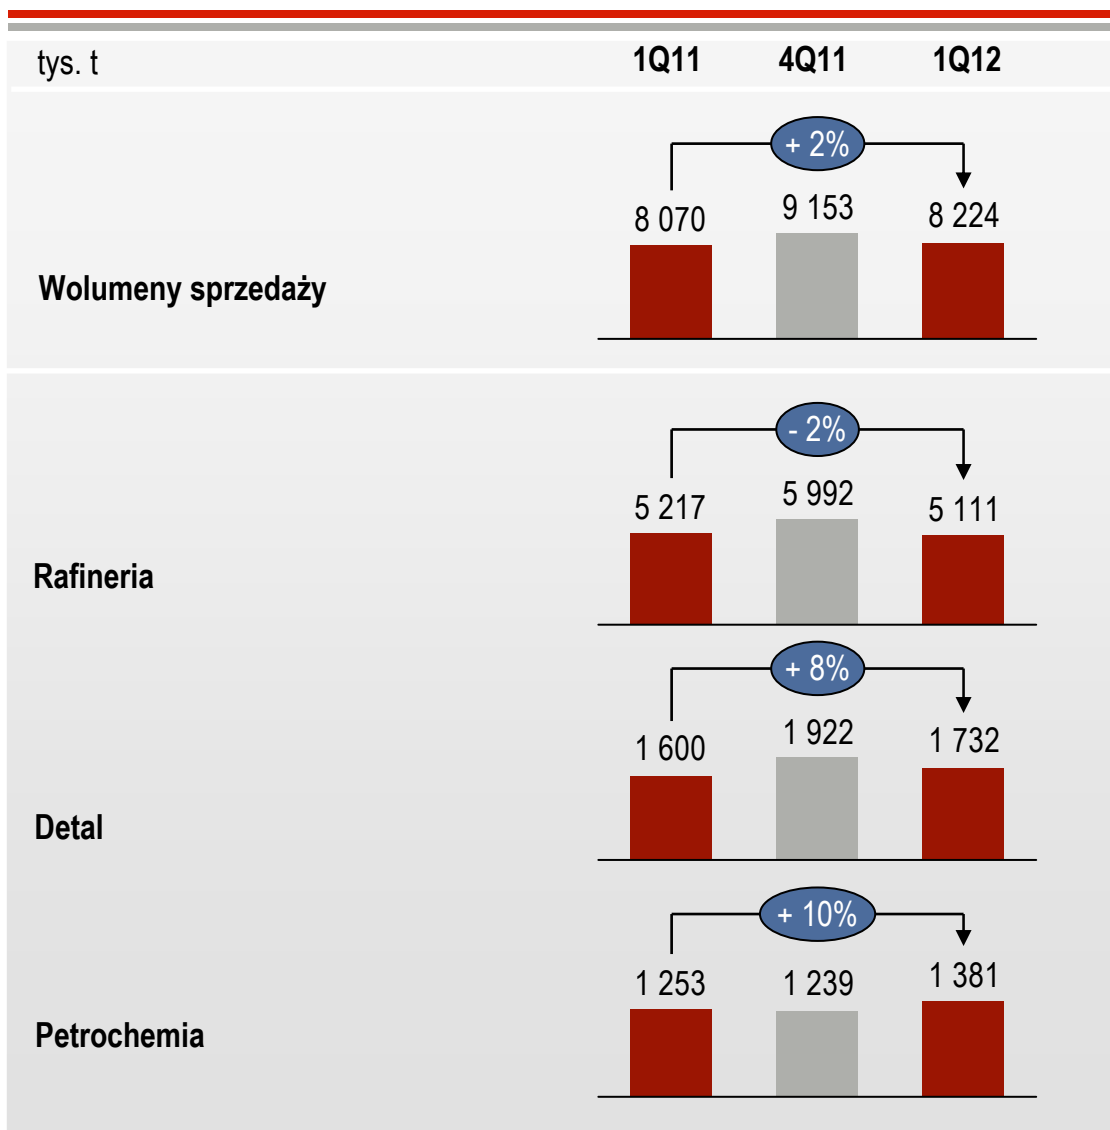 tys. t 1Q11 4Q11 1Q12
+ 2%
8 070 9 153 8 224
Wolumeny sprzedaży
- 2%
5 217 5 992 5 111
Rafineria
+ 8%
1 600 1 922 1 732
Detal
+ 10%
1 253 1 239 1 381
Petrochemia